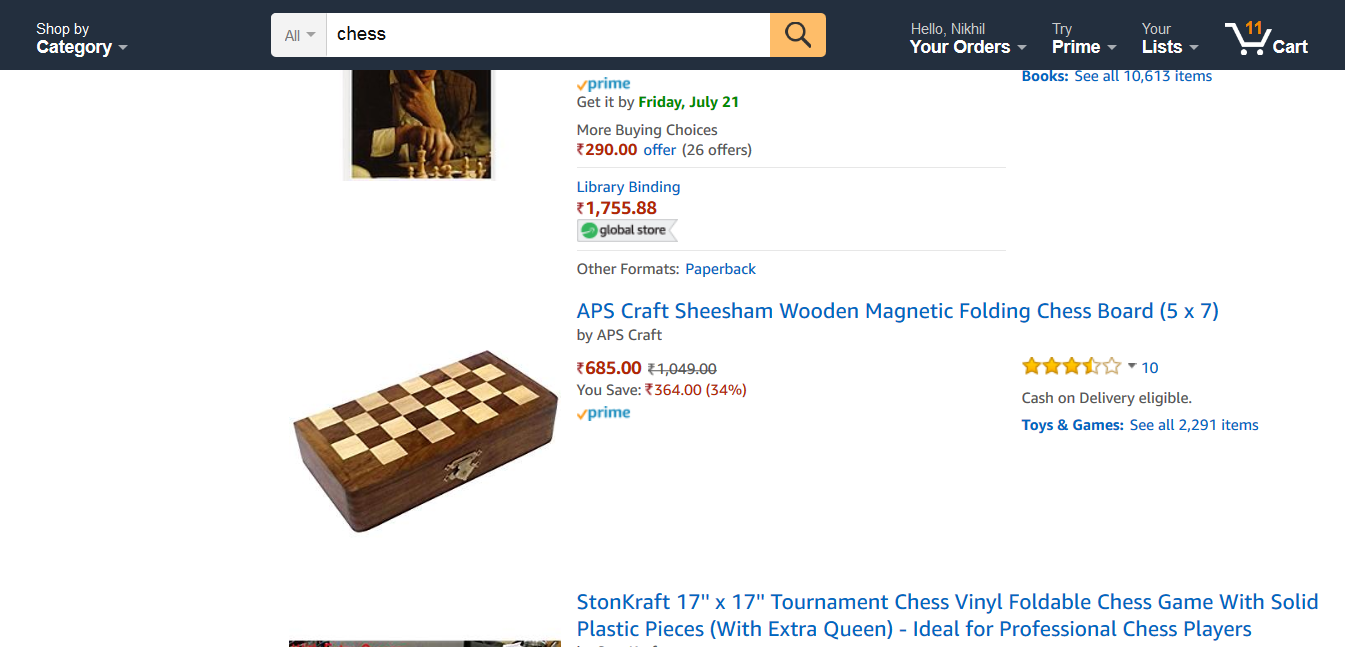 Shop by
Category
All
chess
Hello, Nikhil
Your Orders
Try
Prime
Your
Lists
11
Cart
prime
Get it by Friday, July 21
More Buying Choices
₹290.00 offer (26 offers)
Books: See all 10,613 items
Library Binding
₹1,755.88
global store
Other Formats: Paperback
APS Craft Sheesham Wooden Magnetic Folding Chess Board (5 x 7)
by APS Craft
₹685.00 ₹1,049.00
You Save: ₹364.00 (34%)
prime
10
Cash on Delivery eligible.
Toys & Games: See all 2,291 items
StonKraft 17" x 17" Tournament Chess Vinyl Foldable Chess Game With Solid
Plastic Pieces (With Extra Queen) - Ideal for Professional Chess Players